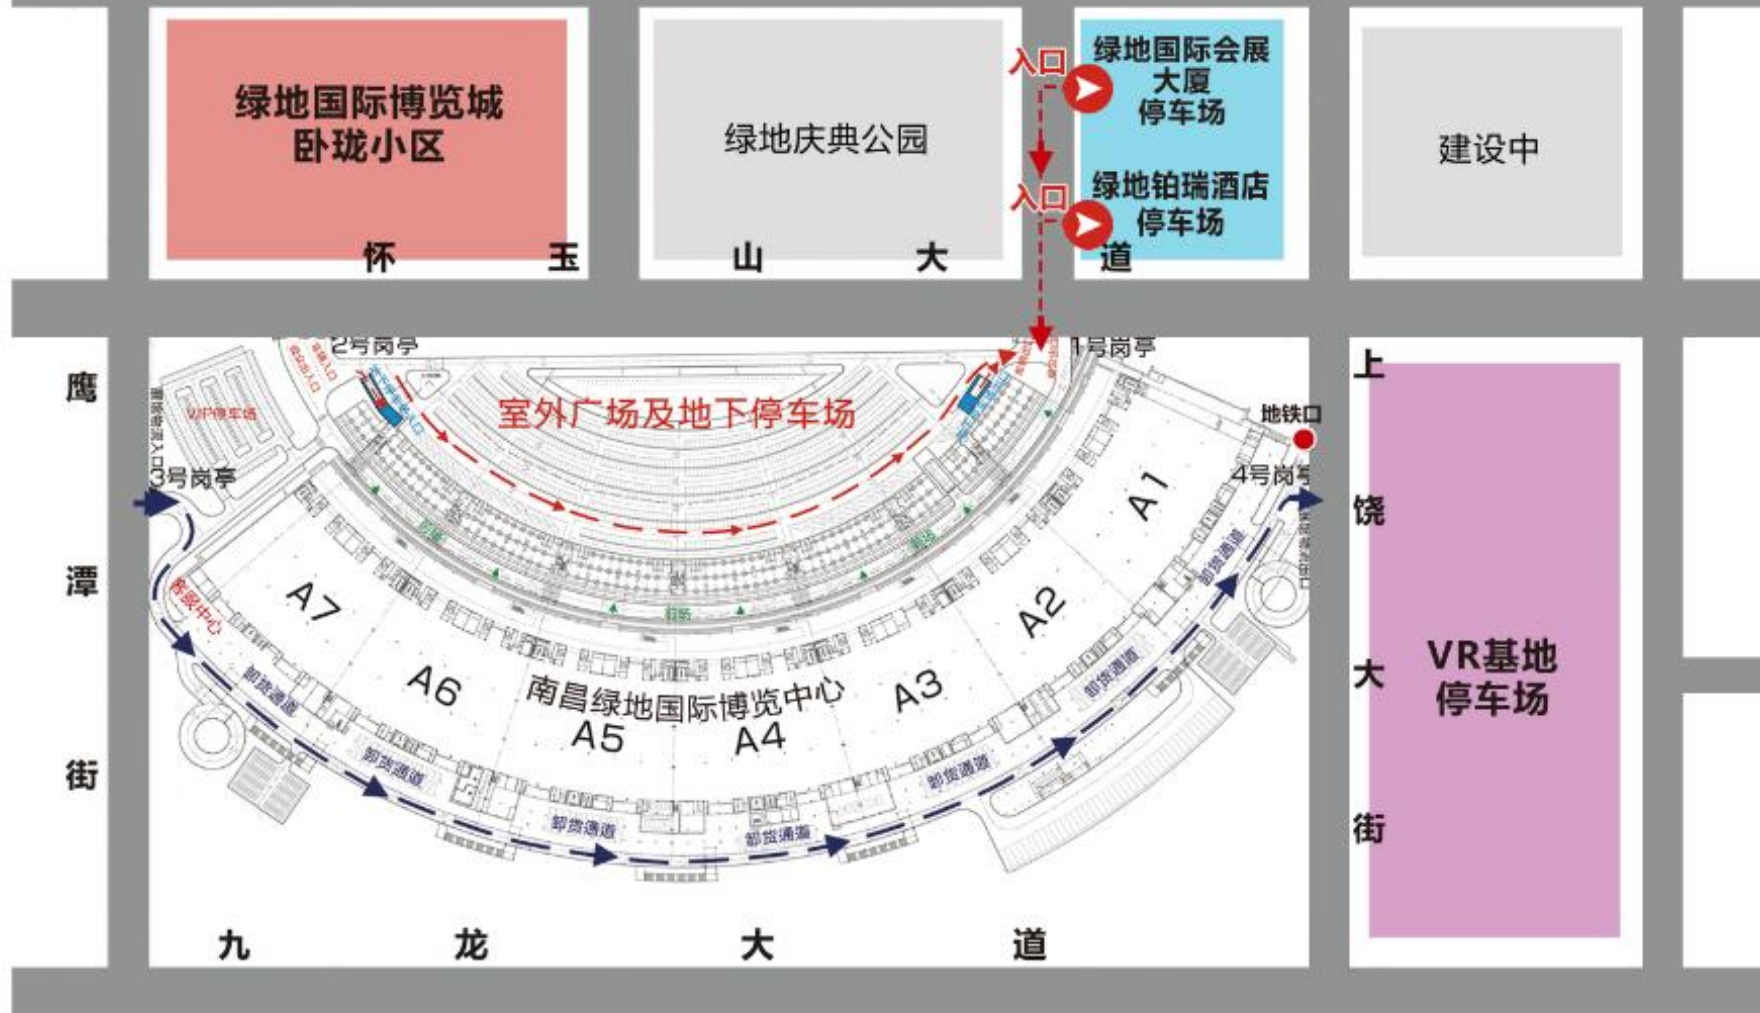 绿地国际博览城
卧珑小区
绿地庆典公园
入口
绿地国际会展
大厦
停车场
入口
绿地铂瑞酒店
停车场
建设中
怀玉山大道
2号岗亭
1号岗亭
鹰潭街
VIP停车场
3号岗亭
室外广场及地下停车场
地铁口
4号岗亭
上饶大街
A1
A2
A3
A4
A5
A6
A7
南昌绿地国际博览中心
客服中心
卸货通道
卸货通道
卸货通道
卸货通道
卸货通道
卸货通道
卸货通道
VR基地
停车场
九龙大道